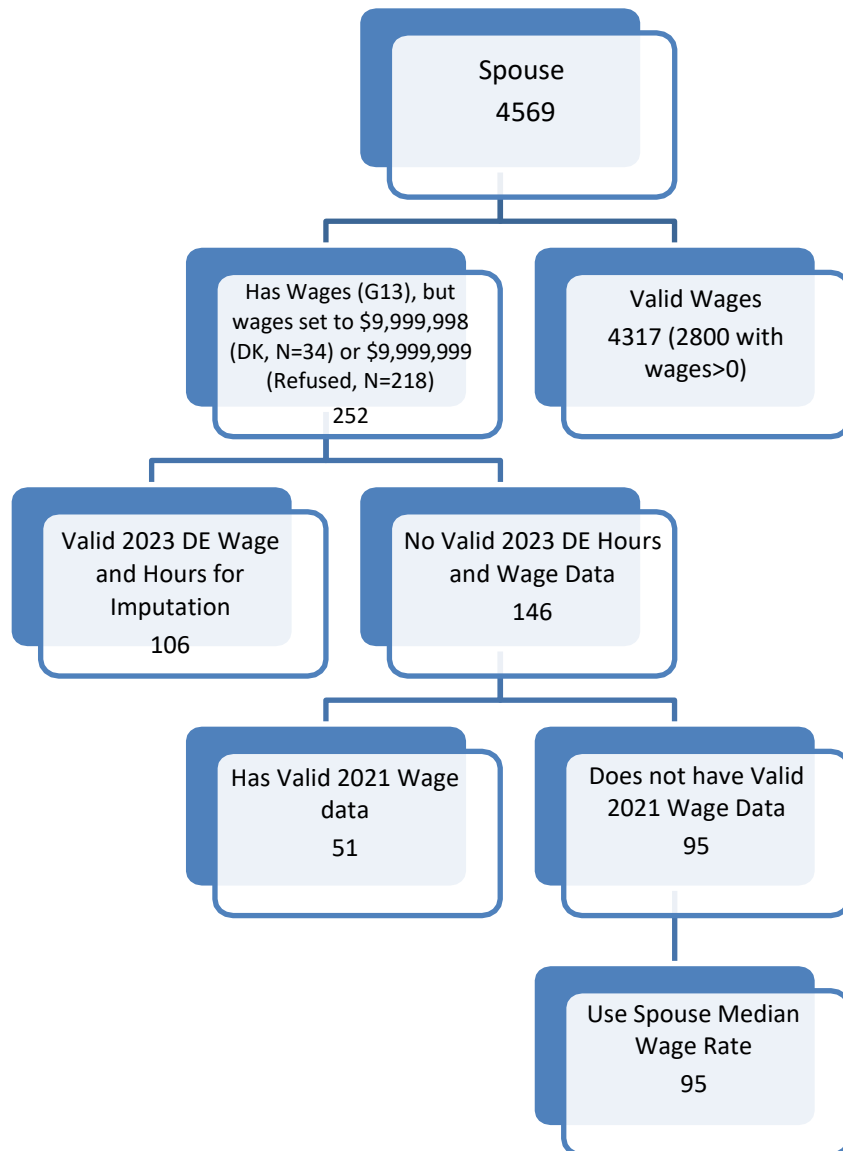 Spouse
4569
Has Wages (G13), but
wages set to $9,999,998
(DK, N=34) or $9,999,999
(Refused, N=218)
252
Valid Wages
4317 (2800 with
wages>0)
Valid 2023 DE Wage
and Hours for
Imputation
106
No Valid 2023 DE Hours
and Wage Data
146
Has Valid 2021 Wage
data
51
Does not have Valid
2021 Wage Data
95
Use Spouse Median
Wage Rate
95